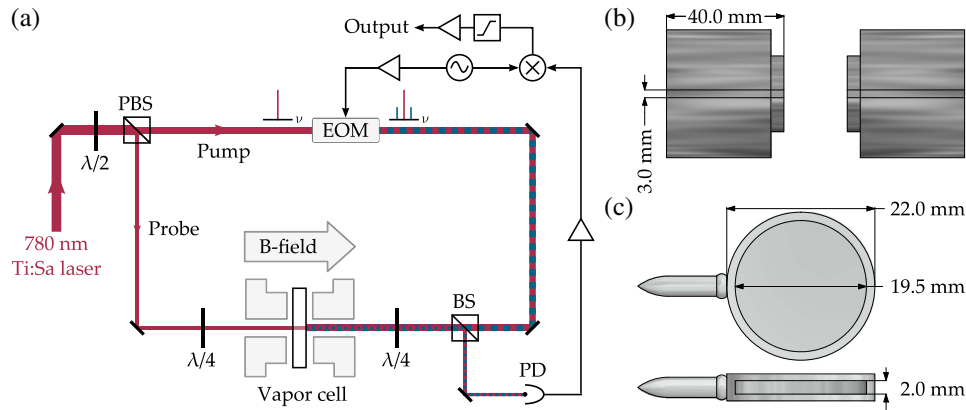 (a)
Output
PBS
ν
ν
EOM
λ/2
Pump
780 nm
Ti:Sa laser
Probe
B-field
λ/4
λ/4
BS
PD
Vapor cell
(b)
40.0 mm
3.0 mm
(c)
22.0 mm
19.5 mm
2.0 mm